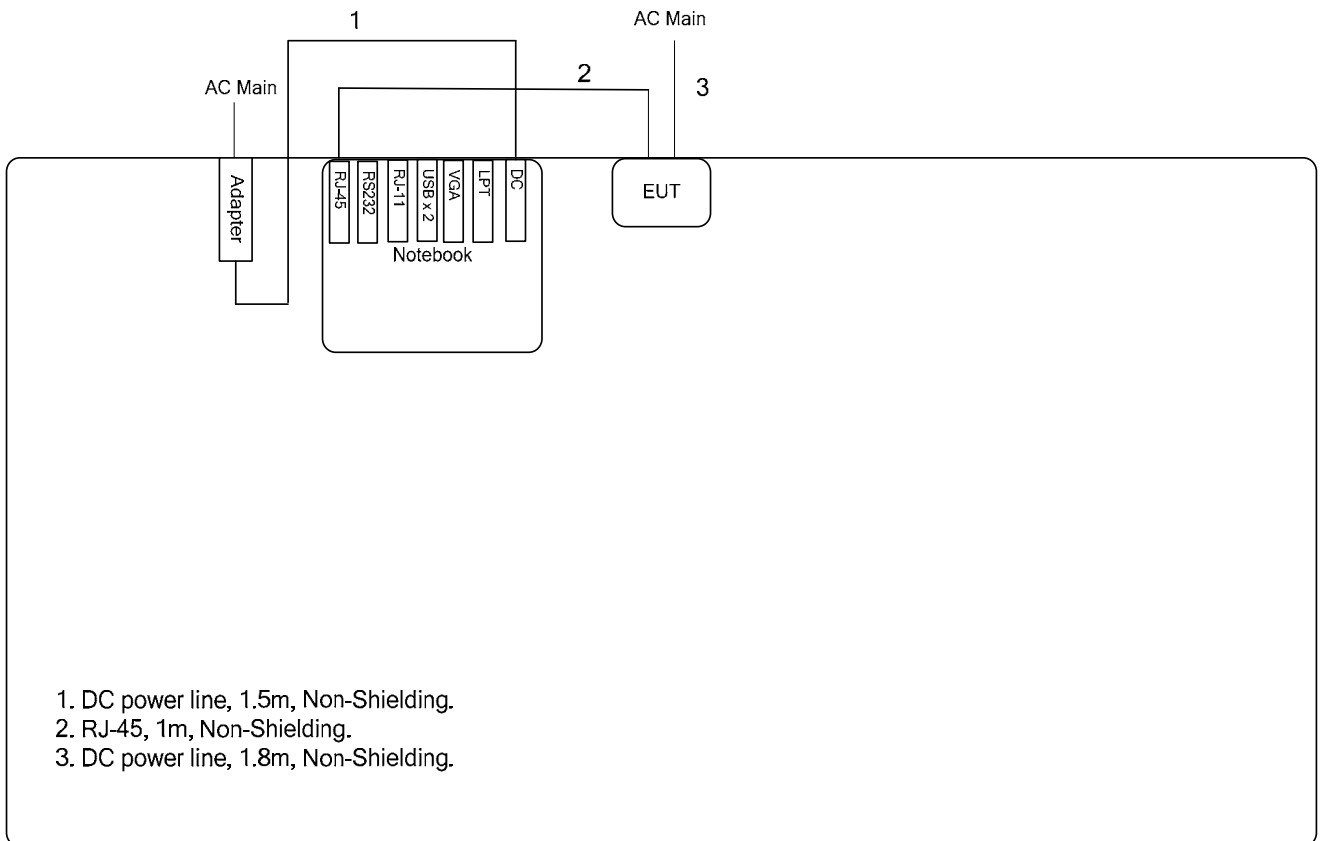 1
AC Main
2
3
AC Main
Adapter
RJ-45
RS232
RJ-11
USB x 2
VGA
LPT
DC
EUT
Notebook
1. DC power line, 1.5m, Non-Shielding.
2. RJ-45, 1m, Non-Shielding.
3. DC power line, 1.8m, Non-Shielding.